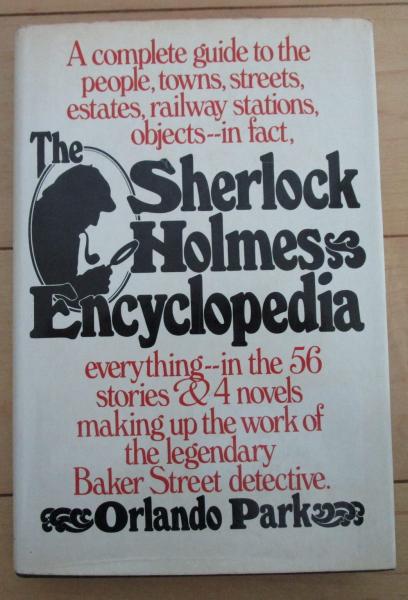 A complete guide to the
people, towns, streets,
estates, railway stations,
objects--in fact,
The
Sherlock
Holmes
Encyclopedia
everything--in the 56
stories & 4 novels
making up the work of
the legendary
Baker Street detective.
Orlando Park